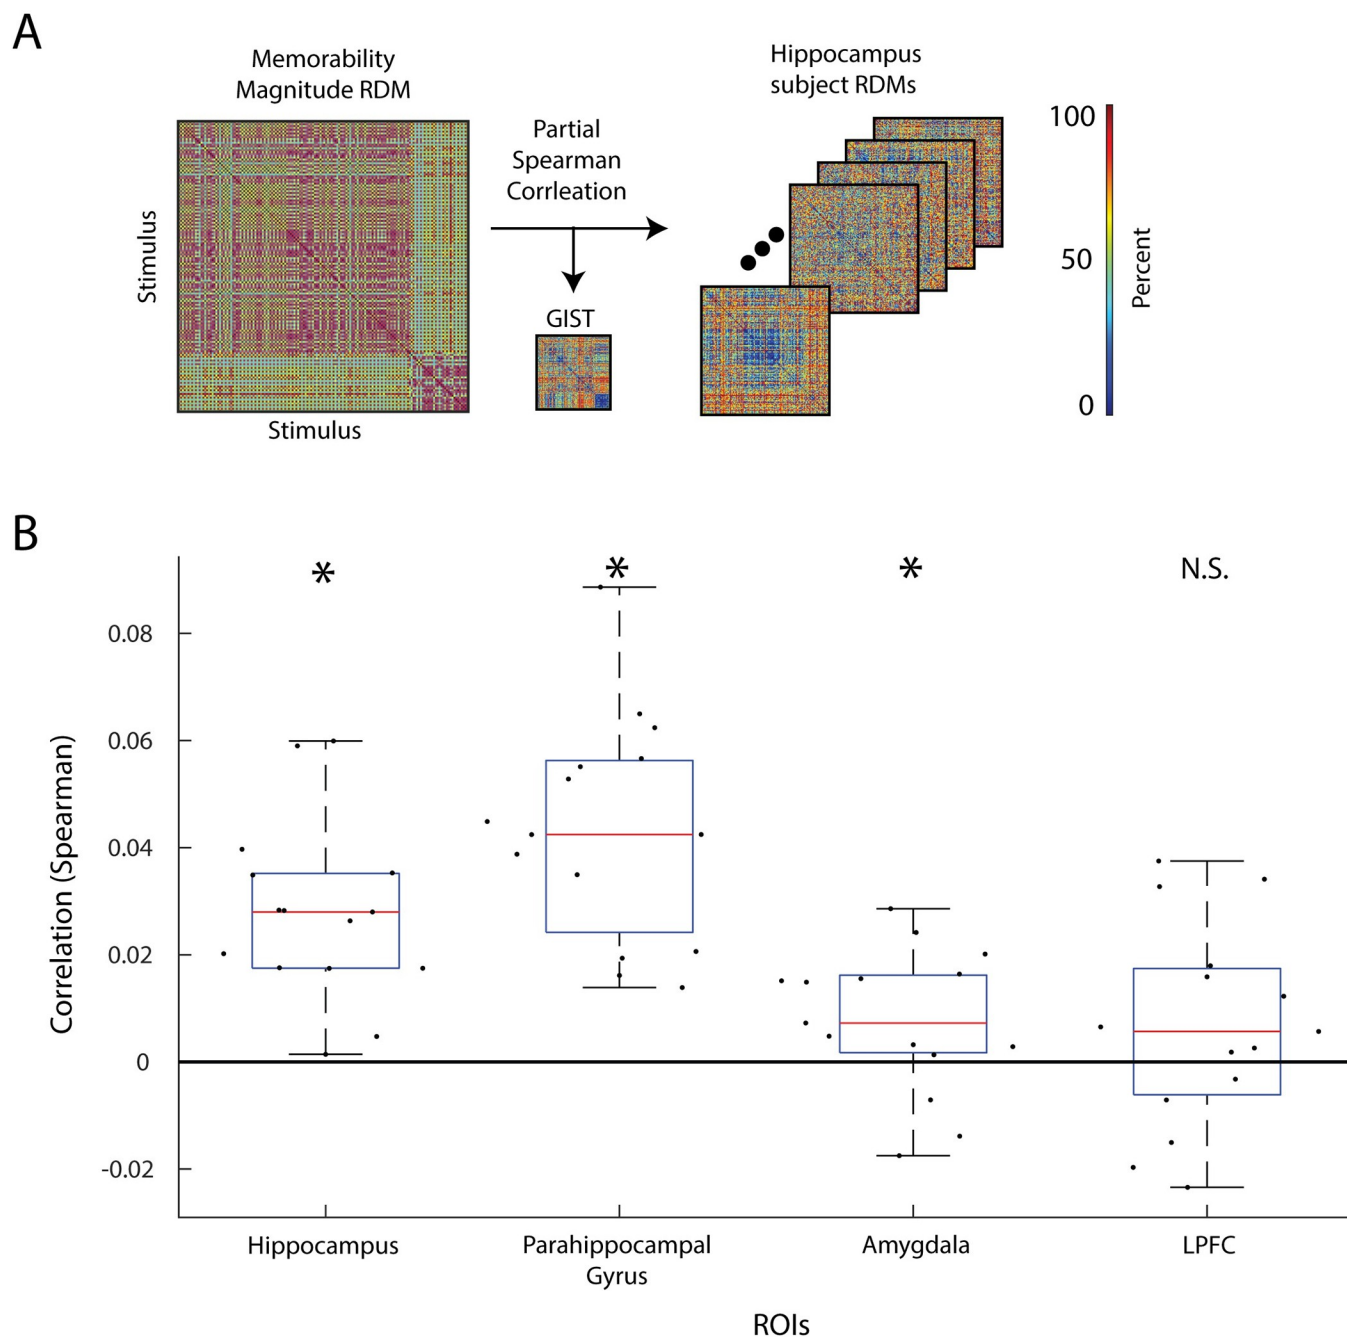 A
Memorability
Magnitude RDM
Stimulus
Stimulus
Partial
Spearman
Corrleation
GIST
Hippocampus
subject RDMs
100
50
0
Percent
B
*
*
*
N.S.
0.08
0.06
0.04
0.02
0
-0.02
Correlation (Spearman)
Hippocampus
Parahippocampal
Gyrus
Amygdala
LPFC
ROIs